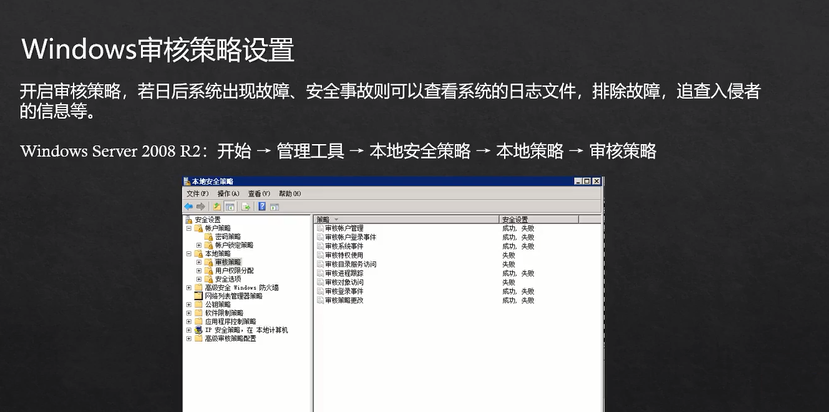 Windows审核策略设置
开启审核策略，若日后系统出现故障、安全事故则可以查看系统的日志文件，排除故障，追查入侵者
的信息等。
Windows Server 2008 R2：开始 → 管理工具 → 本地安全策略 → 本地策略 → 审核策略
本地安全策略
文件(F) 操作(A) 查看(V) 帮助(H)
安全设置
帐户策略
密码策略
帐户锁定策略
本地策略
审核策略
用户权限分配
安全选项
高级安全 Windows 防火墙
网络列表管理器策略
公钥策略
软件限制策略
应用程序控制策略
IP 安全策略，在 本地计算机
高级审核策略配置
策略 安全设置
审核帐户管理 成功, 失败
审核帐户登录事件 成功, 失败
审核系统事件 成功, 失败
审核特权使用 失败
审核目录服务访问 失败
审核进程跟踪 成功, 失败
审核对象访问 失败
审核登录事件 成功, 失败
审核策略更改 成功, 失败